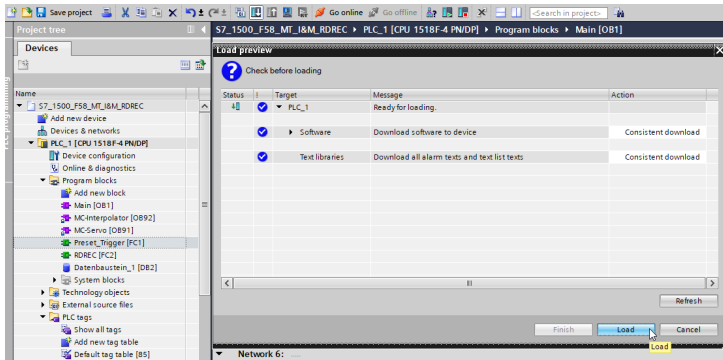 Save project
Go online
Go offline
<Search in project>
Project tree
S7_1500_F58_MT_I&M_RDREC
PLC_1 [CPU 1518F-4 PN/DP]
Program blocks
Main [OB1]
Devices
Load preview
Check before loading
Status ! Target Message Action
PLC_1 Ready for loading.
Software Download software to device Consistent download
Text libraries Download all alarm texts and text list texts Consistent download
Refresh
Finish Load Cancel
Load
Network 6:
Name
S7_1500_F58_MT_I&M_RDREC
Add new device
Devices & networks
PLC_1 [CPU 1518F-4 PN/DP]
Device configuration
Online & diagnostics
Program blocks
Add new block
Main [OB1]
MC-Interpolator [OB92]
MC-Servo [OB91]
Preset_Trigger [FC1]
RDREC [FC2]
Datenbaustein_1 [DB2]
System blocks
Technology objects
External source files
PLC tags
Show all tags
Add new tag table
Default tag table [85]